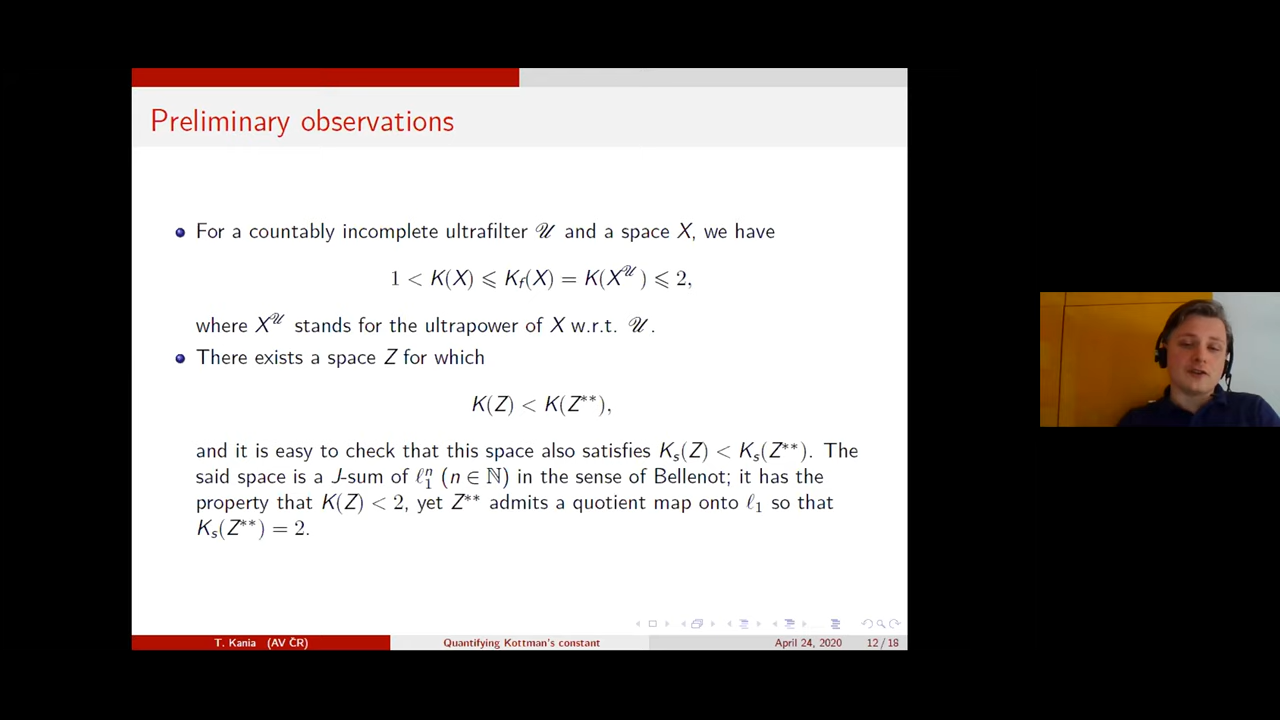 Preliminary observations
For a countably incomplete ultrafilter 𝒰 and a space X, we have
1 < K(X) ⩽ K_f(X) = K(X^𝒰) ⩽ 2,
where X^𝒰 stands for the ultrapower of X w.r.t. 𝒰.
There exists a space Z for which
K(Z) < K(Z**),
and it is easy to check that this space also satisfies K_s(Z) < K_s(Z**). The
said space is a J-sum of ℓ_1^n (n ∈ ℕ) in the sense of Bellenot; it has the
property that K(Z) < 2, yet Z** admits a quotient map onto ℓ_1 so that
K_s(Z**) = 2.
T. Kania (AV ČR) Quantifying Kottman's constant April 24, 2020 12 / 18